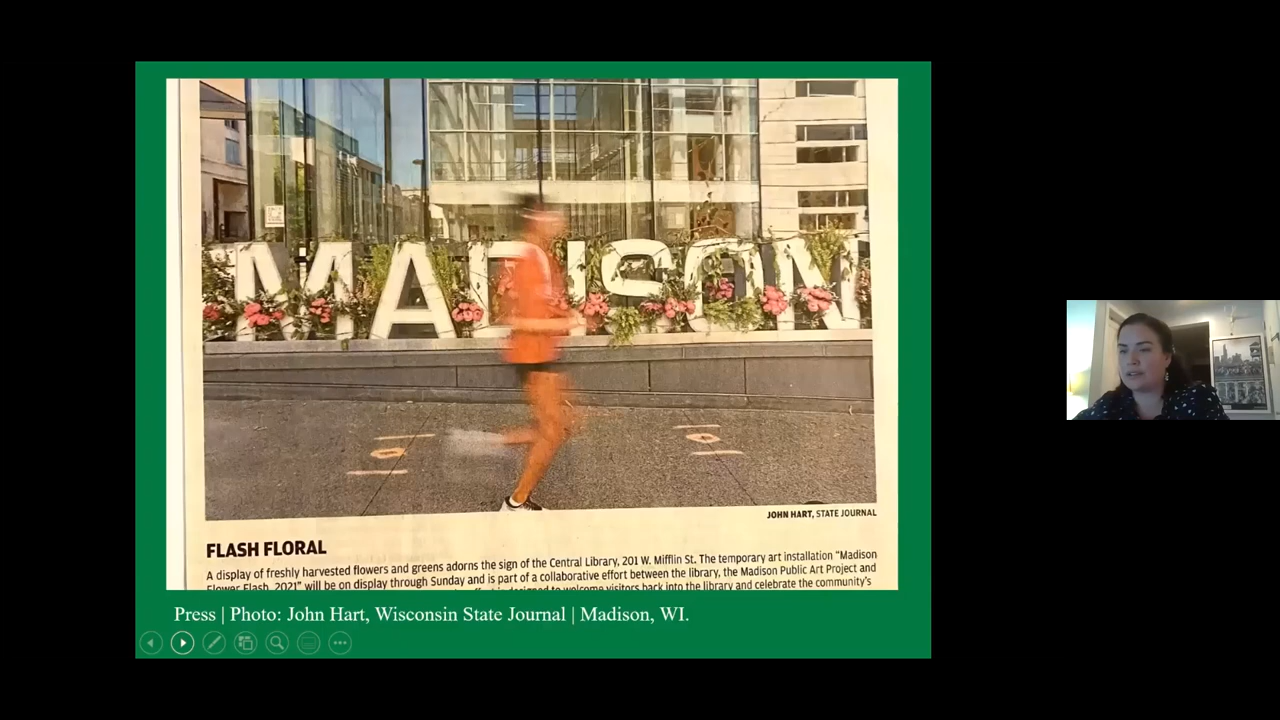 MADISON
JOHN HART, STATE JOURNAL
FLASH FLORAL
A display of freshly harvested flowers and greens adorns the sign of the Central Library, 201 W. Mifflin St. The temporary art installation “Madison
Flower Flash, 2021” will be on display through Sunday and is part of a collaborative effort between the library, the Madison Public Art Project and
is designed to welcome visitors back into the library and celebrate the community’s
Press | Photo: John Hart, Wisconsin State Journal | Madison, WI.